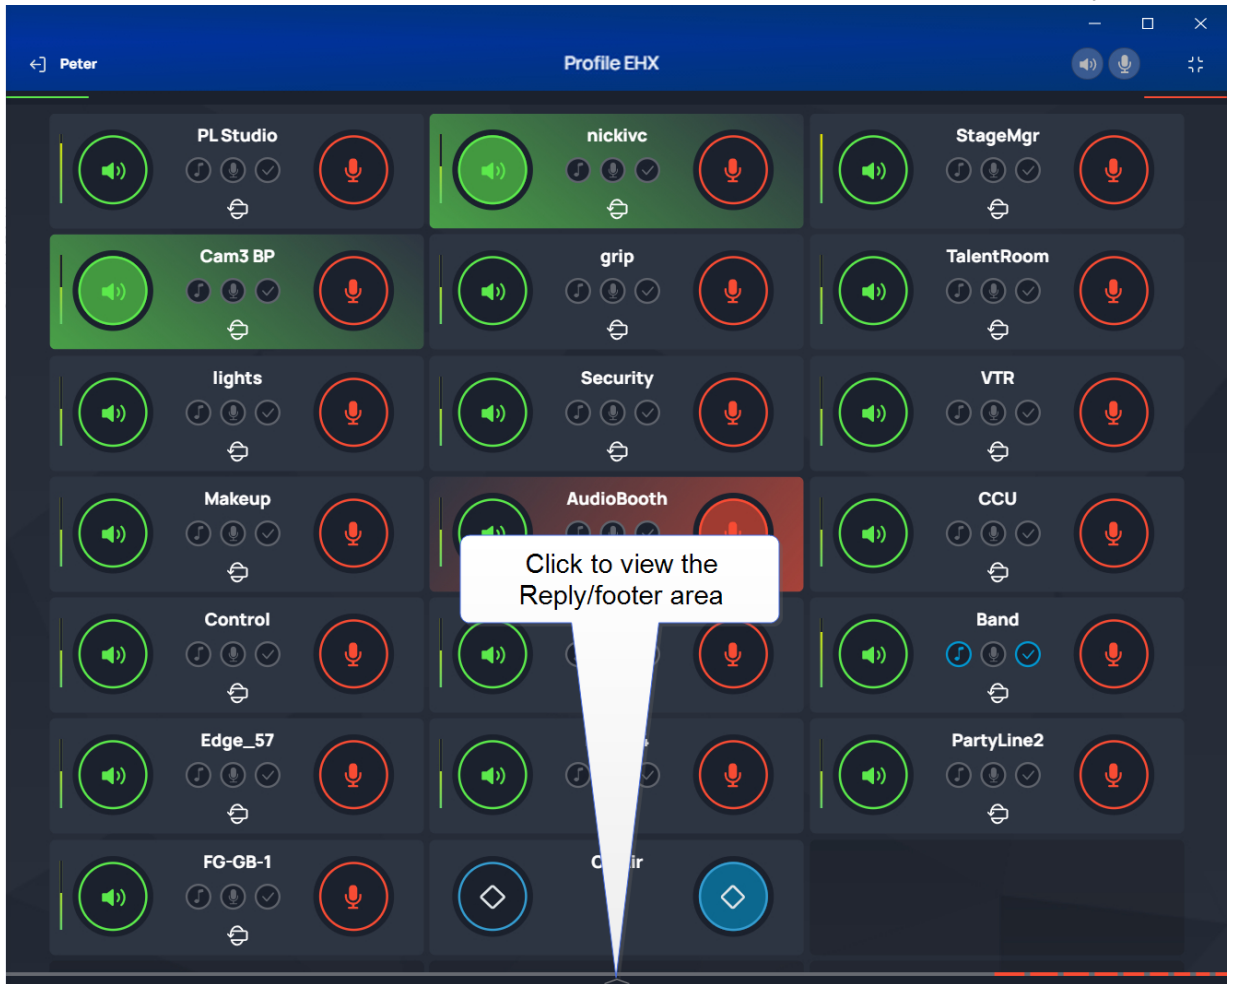 Peter
Profile EHX
PL Studio
nickivc
StageMgr
Cam3 BP
grip
TalentRoom
lights
Security
VTR
Makeup
AudioBooth
CCU
Click to view the
Reply/footer area
Control
Band
Edge_57
PartyLine2
FG-GB-1